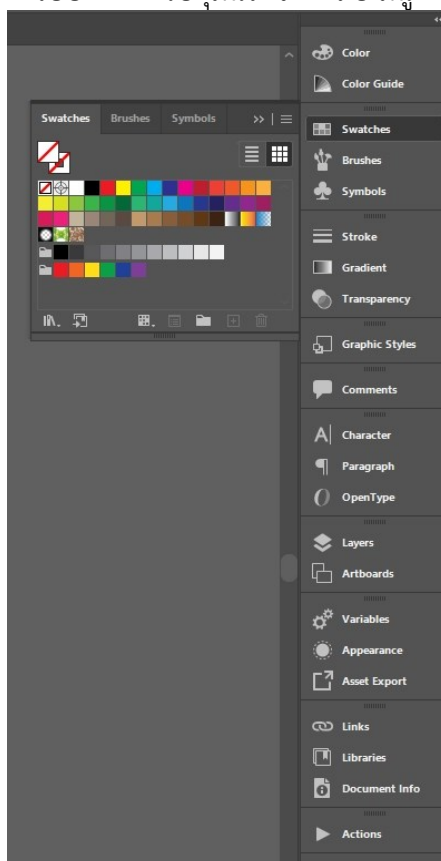 Color
Color Guide
Swatches Brushes Symbols
Swatches
Brushes
Symbols
Stroke
Gradient
Transparency
Graphic Styles
Comments
Character
Paragraph
OpenType
Layers
Artboards
Variables
Appearance
Asset Export
Links
Libraries
Document Info
Actions